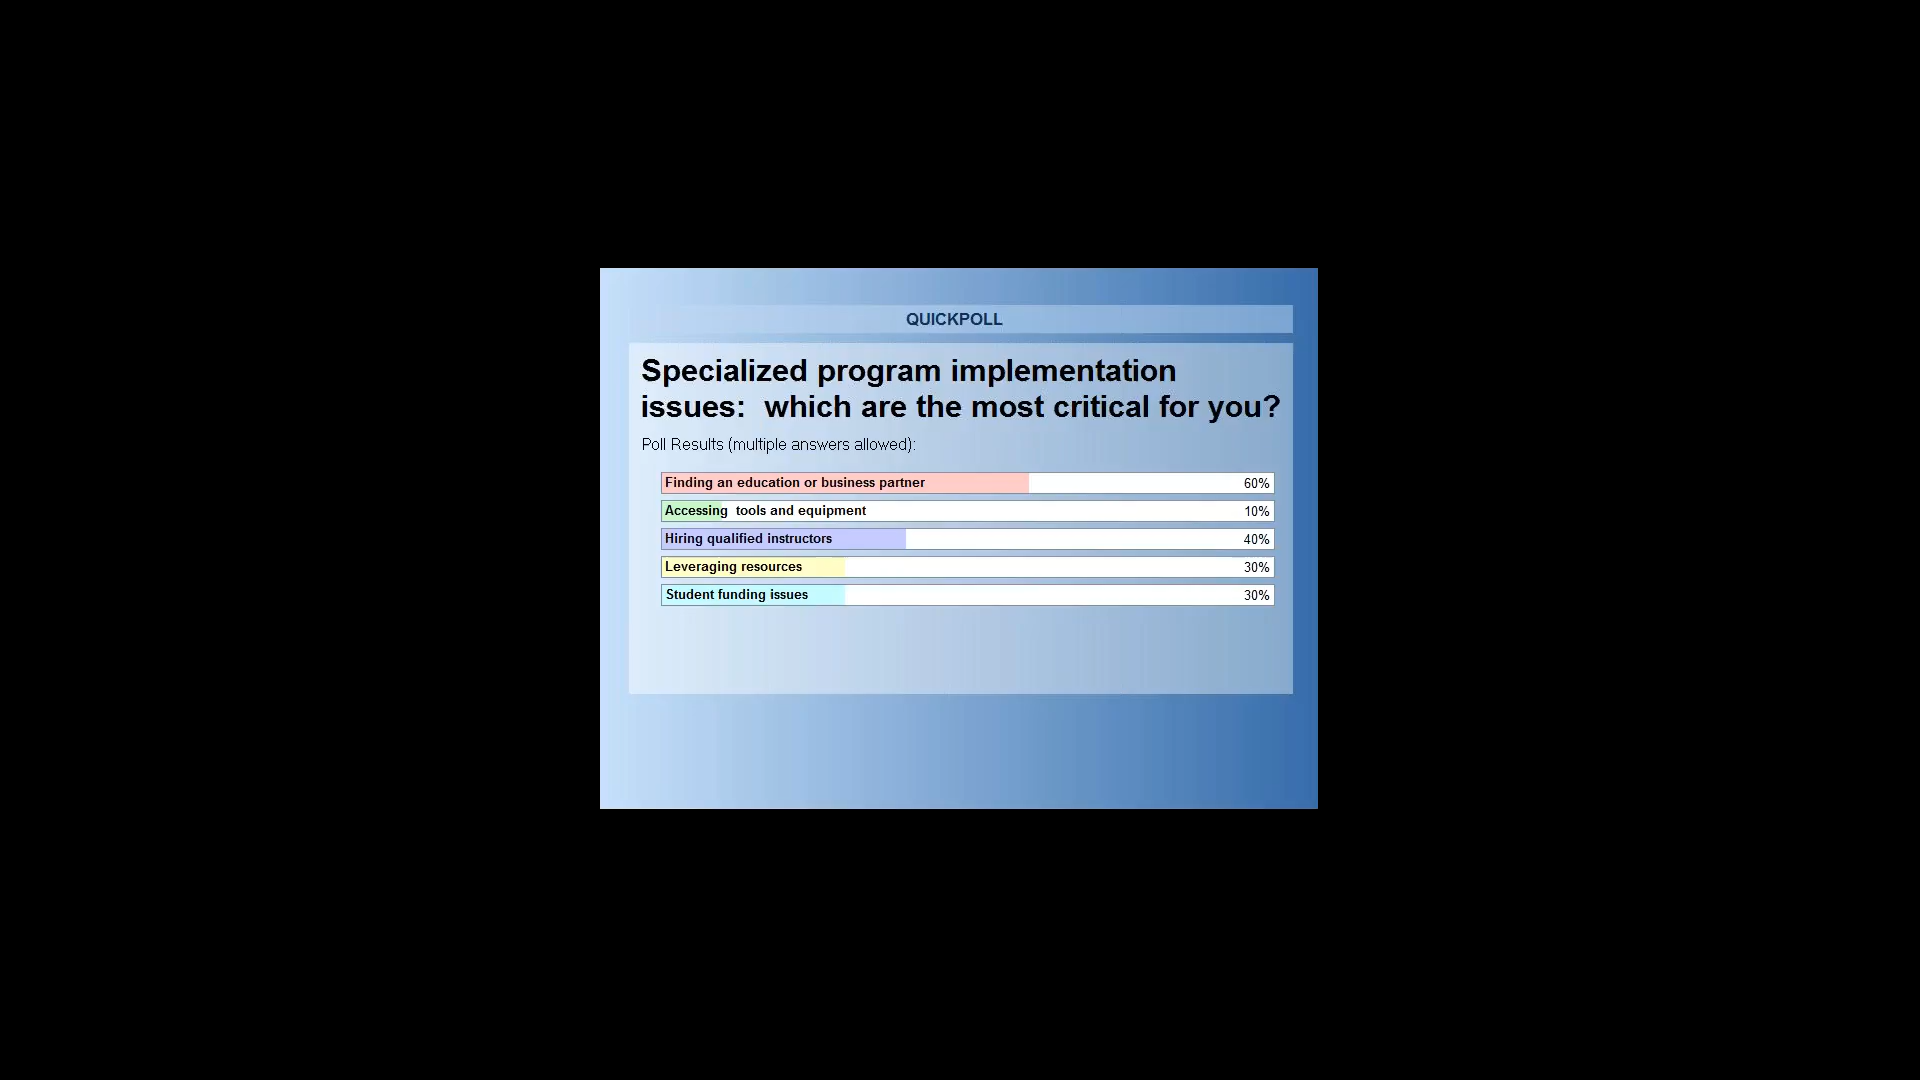 QUICKPOLL
Specialized program implementation
issues:  which are the most critical for you?
Poll Results (multiple answers allowed):
Finding an education or business partner 60%
Accessing  tools and equipment 10%
Hiring qualified instructors 40%
Leveraging resources 30%
Student funding issues 30%